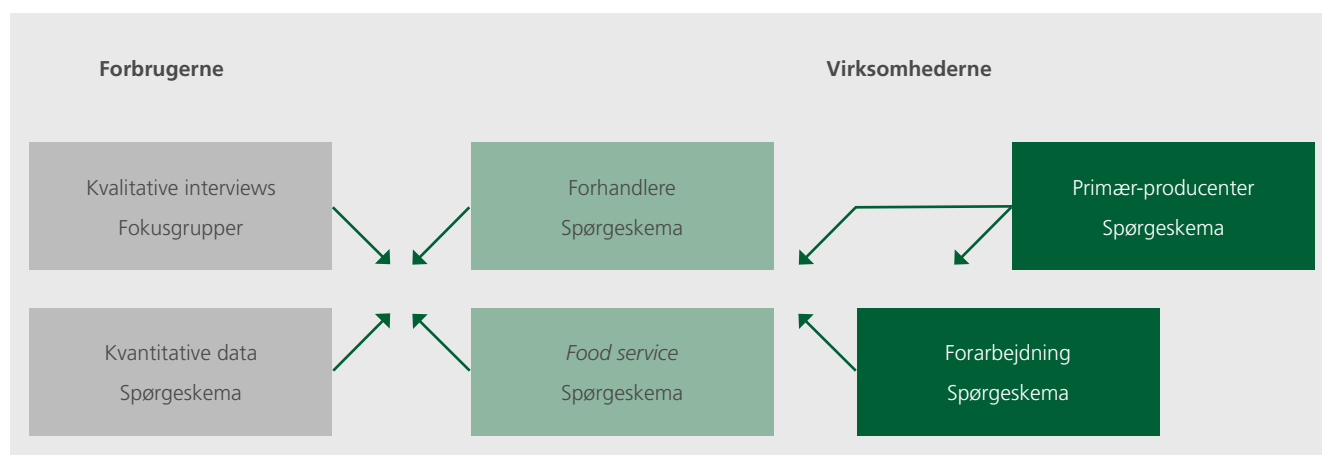 Forbrugerne
Virksomhederne
Kvalitative interviews
Fokusgrupper
Forhandlere
Spørgeskema
Primær-producenter
Spørgeskema
Kvantitative data
Spørgeskema
Food service
Spørgeskema
Forarbejdning
Spørgeskema